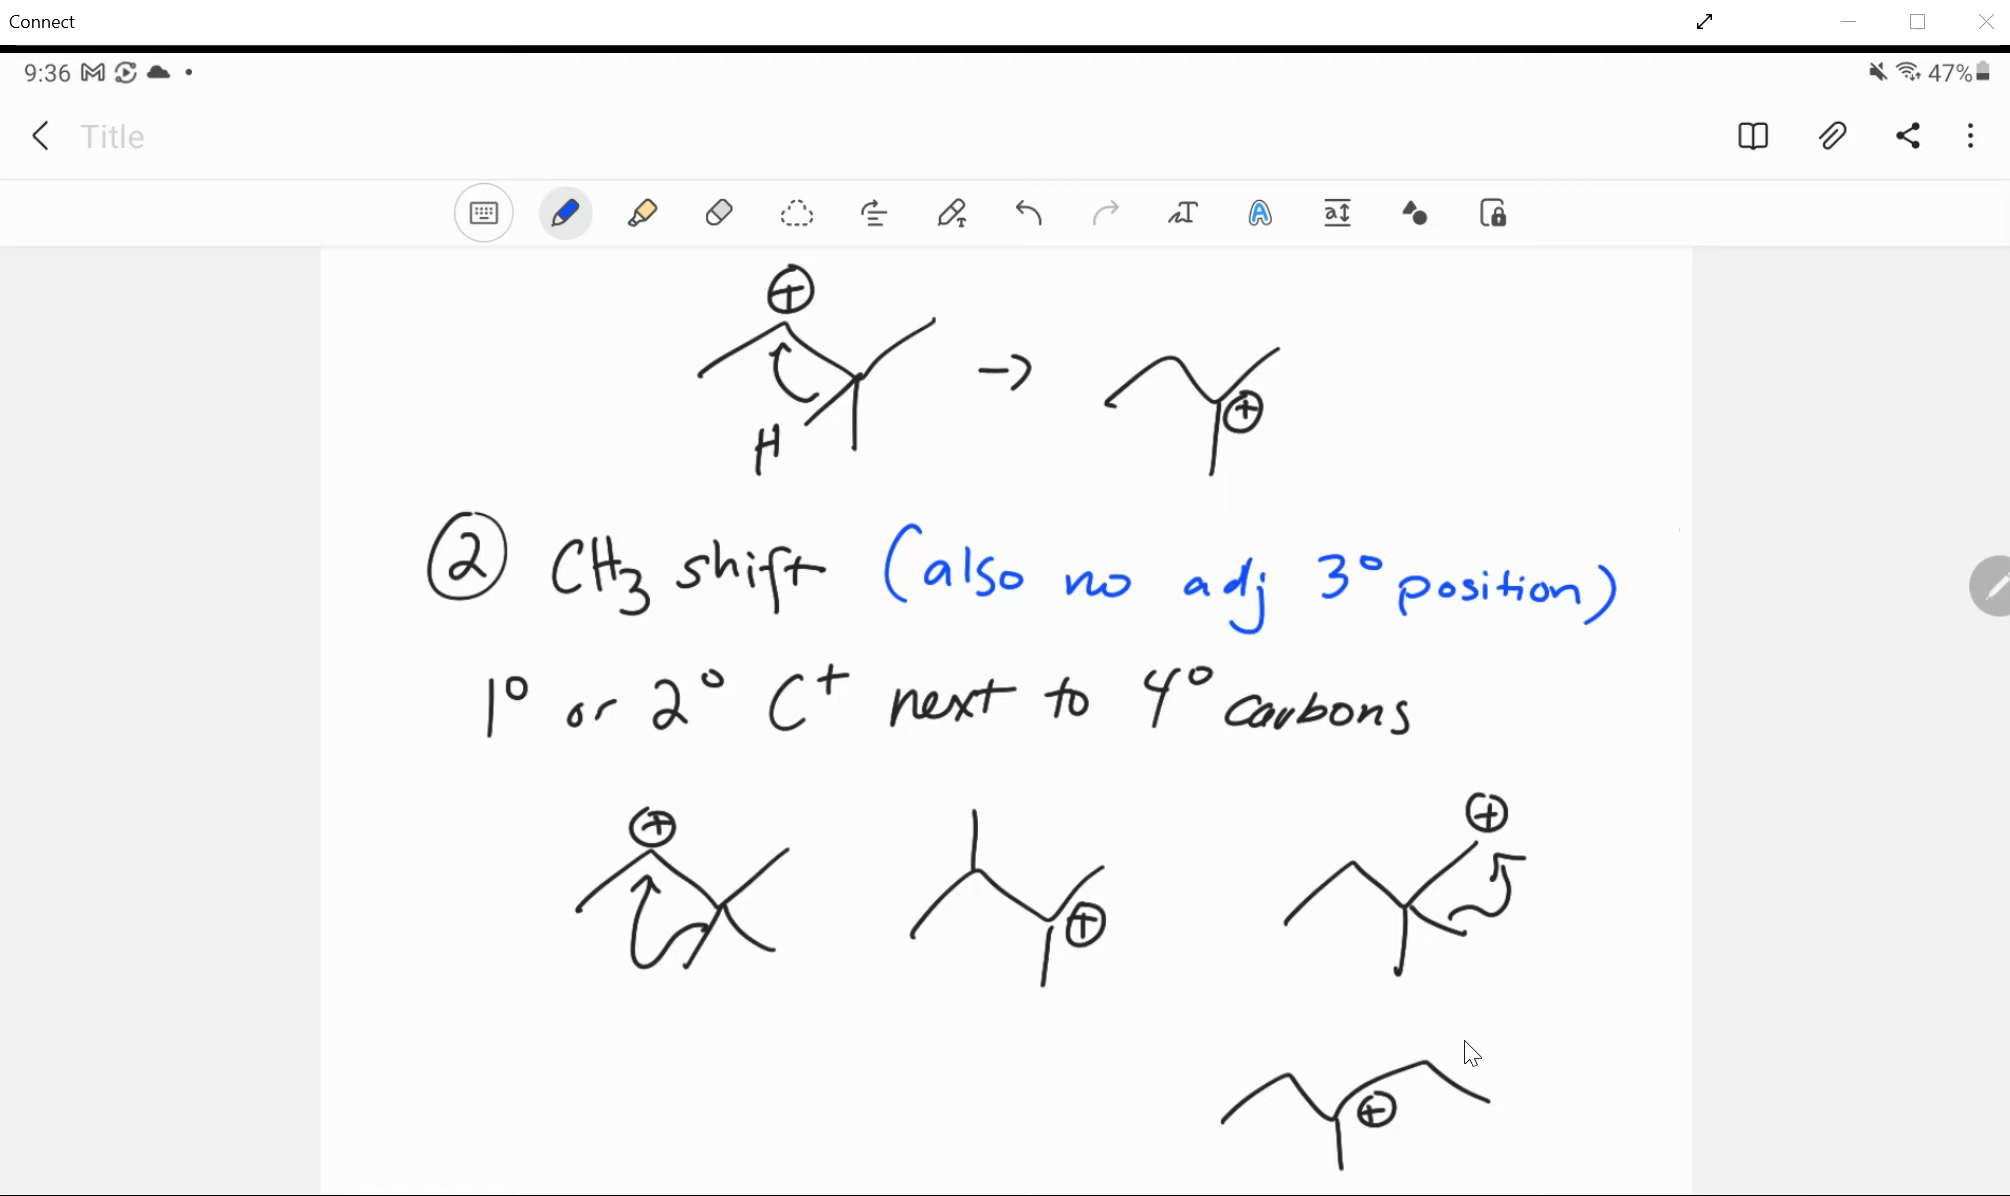 Connect
9:36 47%
Title
⊕
→
H ⊕
② CH3 shift (also no adj 3° position)
1° or 2° C+ next to 4° carbons
⊕ ⊕
⊕
⊕